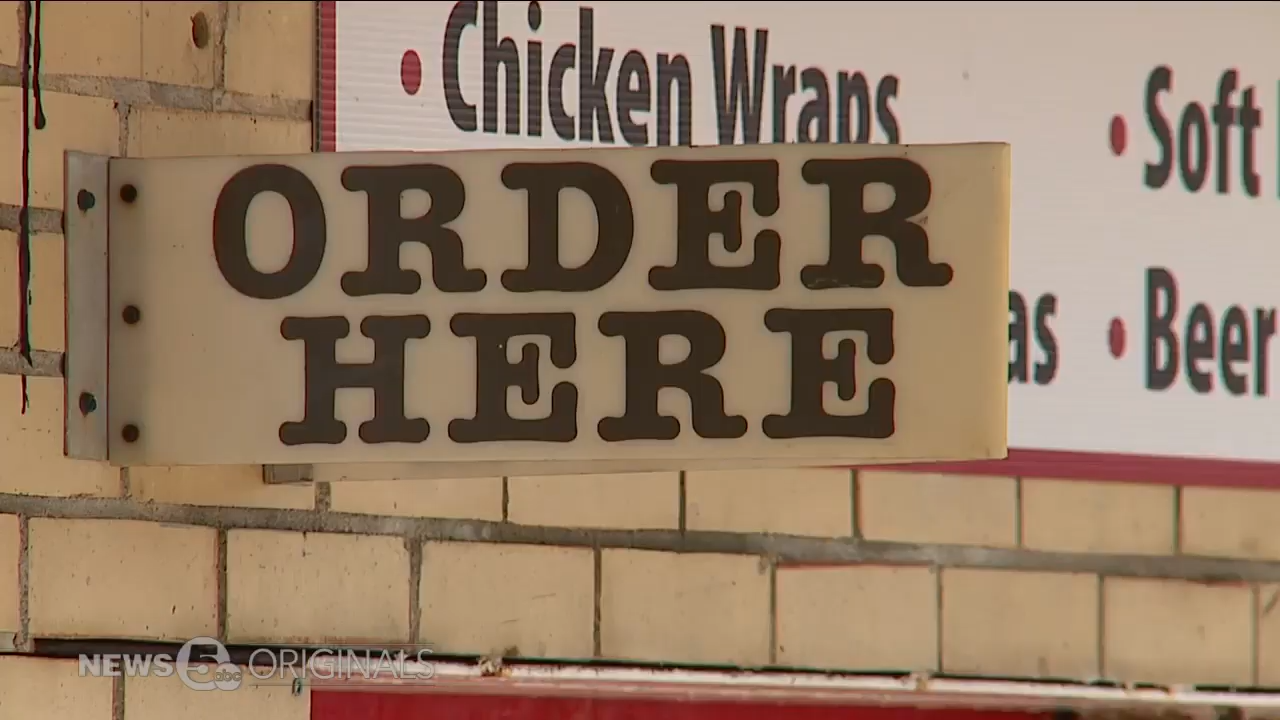 • Chicken Wraps
• Soft
ORDER
HERE
• Beer
NEWS 5 abc ORIGINALS